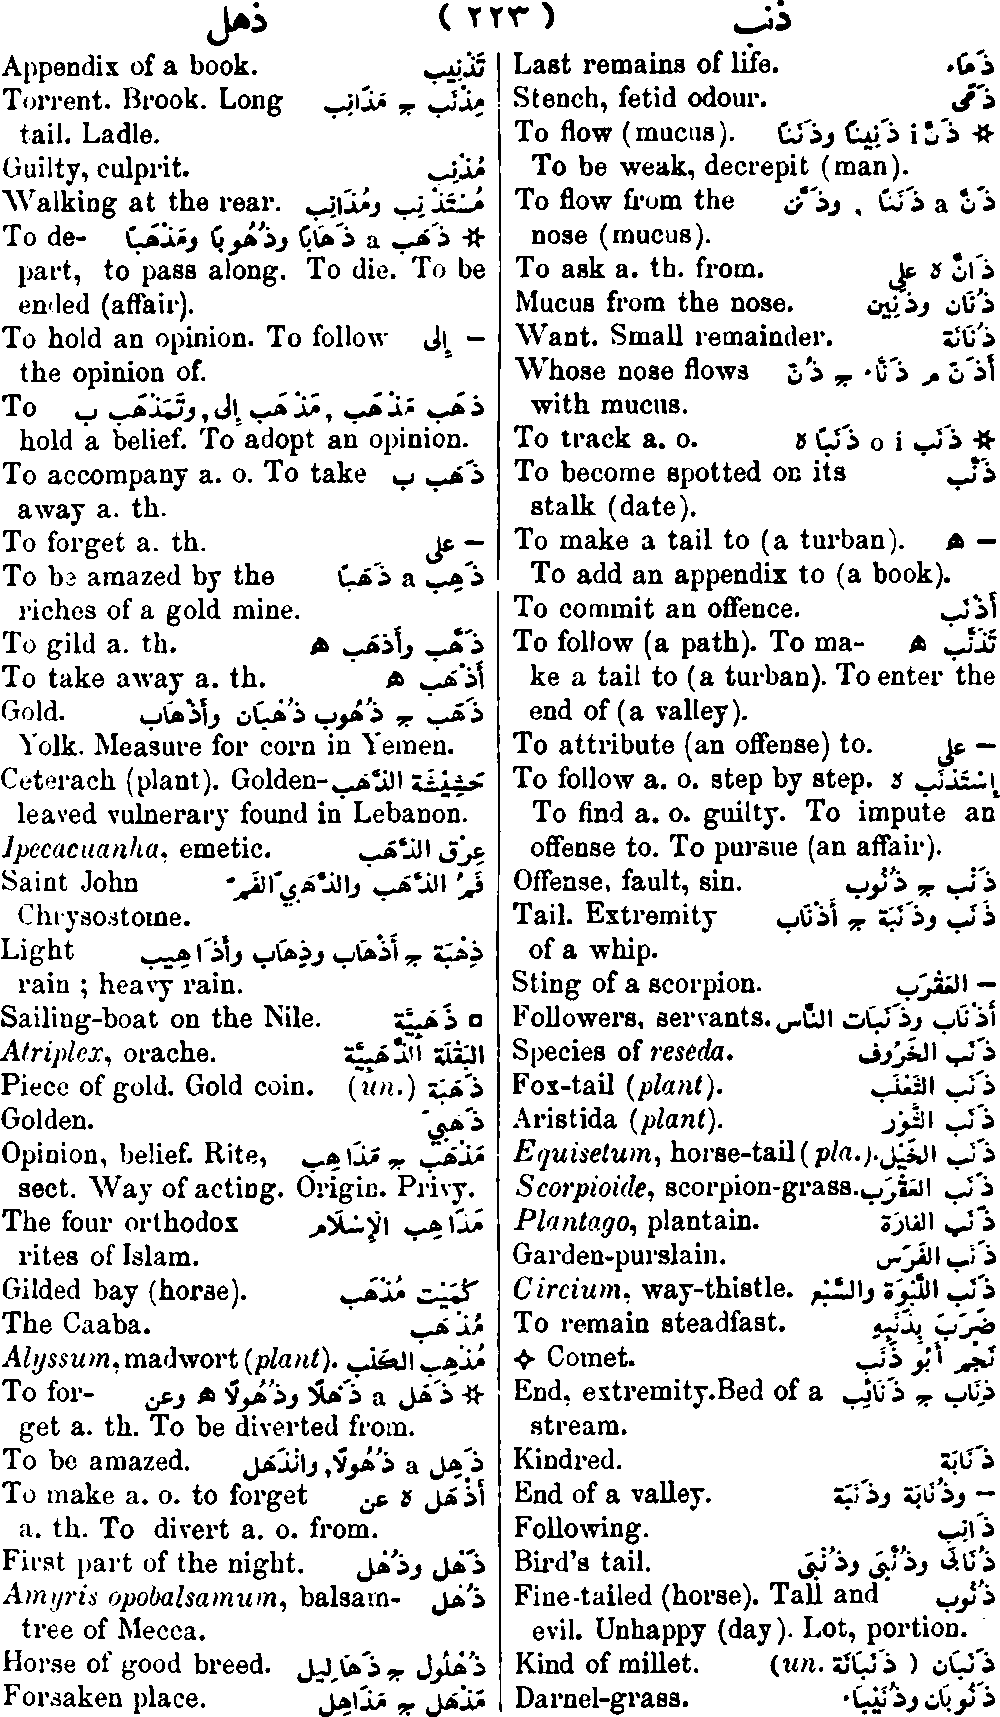 ذنب ( ٢٢٣ ) ذهل
Last remains of life. ذَمَاء
Stench, fetid odour. ذَمًى
To flow (mucus). ✲ ذَنَّ i ذَنِينًا وذَنَنًا
To be weak, decrepit (man).
To flow from the ذَنَّ a ذَنَنًا , وذَنَّن
nose (mucus).
To ask a. th. from. ذَانَّ ه على
Mucus from the nose. ذُنَان وذَنِين
Want. Small remainder. ذُنَانَة
Whose nose flows أَذَنّ م ذَنَّاء ج ذُنّ
with mucus.
To track a. o. ✲ ذَنَب o i ذَنْبًا ه
To become spotted on its ذَنَّب
stalk (date).
To make a tail to (a turban). — ه
To add an appendix to (a book).
To commit an offence. أَذْنَب
To follow (a path). To ma- تَذَنَّب ه
ke a tail to (a turban). To enter the
end of (a valley).
To attribute (an offense) to. — على
To follow a. o. step by step. إِسْتَذْنَب ه
To find a. o. guilty. To impute an
offense to. To pursue (an affair).
Offense, fault, sin. ذَنْب ج ذُنُوب
Tail. Extremity ذَنَب وذَنَبَة ج أَذْنَاب
of a whip.
Sting of a scorpion. — العَقْرَب
Followers, servants. أَذْنَاب وذَنَبَات النَّاس
Species of reseda. ذَنَب الخَرُوف
Fox-tail (plant). ذَنَب الثَّعْلَب
Aristida (plant). ذَنَب الثَّوْر
Equisetum, horse-tail (pla.). ذَنَب الخَيْل
Scorpioide, scorpion-grass. ذَنَب العَقْرَب
Plantago, plantain. ذَنَب الفَارَة
Garden-purslain. ذَنَب الفَرَس
Circium, way-thistle. ذَنَب اللَّبُوَة والسَّبْع
To remain steadfast. ضَرَبَ بِذَنَبِهِ
✧ Comet. نَجْم أَبُو ذَنَب
End, extremity. Bed of a ذِنَاب ج ذَنَائِب
stream.
Kindred. ذُنَابَة
End of a valley. — وذُنَابَة وذَنَبَة
Following. ذَانِب
Bird's tail. ذُنَابَى وذُنُبَّى وذِنِبَّى
Fine-tailed (horse). Tall and ذَنُوب
evil. Unhappy (day). Lot, portion.
Kind of millet. ذَنَبَان ( ذَنَبَانَة .un)
Darnel-grass. ذَنُوبَان وذُنَيْبَاء
Appendix of a book. تَذْنِيب
Torrent. Brook. Long مِذْنَب ج مَذَانِب
tail. Ladle.
Guilty, culprit. مُذْنِب
Walking at the rear. مُسْتَذْنِب ومُذَانِب
To de- ✲ ذَهَب a ذَهَابًا وذُهُوبًا ومَذْهَبًا
part, to pass along. To die. To be
ended (affair).
To hold an opinion. To follow — إِلى
the opinion of.
To ذَهَب مَذْهَب , مَذْهَب إِلى, وتَمَذْهَب ب
hold a belief. To adopt an opinion.
To accompany a. o. To take ذَهَب ب
away a. th.
To forget a. th. — على
To be amazed by the ذَهِب a ذَهَبًا
riches of a gold mine.
To gild a. th. ذَهَّب وأَذْهَب ه
To take away a. th. أَذْهَب ه
Gold. ذَهَب ج ذُهُوب ذُهْبَان وأَذْهَاب
Yolk. Measure for corn in Yemen.
Ceterach (plant). Golden- حَشِيْشَة الذَّهَب
leaved vulnerary found in Lebanon.
Ipecacuanha, emetic. عِرْق الذَّهَب
Saint John فَمُ الذَّهَب والذَّهَبِيّ الفَم
Chrysostome.
Light ذِهْبَة ج أَذْهَاب وذِهَاب وأَذَاهِيب
rain ; heavy rain.
Sailing-boat on the Nile. □ ذَهَبِيَّة
Atriplex, orache. البَقْلَة الذَّهَبِيَّة
Piece of gold. Gold coin. (un.) ذَهَبَة
Golden. ذَهَبِيّ
Opinion, belief. Rite, مَذْهَب ج مَذَاهِب
sect. Way of acting. Origin. Privy.
The four orthodox مَذَاهِب الإِسْلَام
rites of Islam.
Gilded bay (horse). كُمَيْت مُذْهَب
The Caaba. مُذْهَب
Alyssum, madwort (plant). مُذْهِب الكَلْب
To for- ✲ ذَهَل a ذَهْلًا وذُهُولًا ه وعن
get a. th. To be diverted from.
To be amazed. ذَهِل a ذُهُولًا, وانْذَهَل
To make a. o. to forget أَذْهَل ه عن
a. th. To divert a. o. from.
First part of the night. ذَهْل وذُهْل
Amyris opobalsamum, balsam- ذُهْل
tree of Mecca.
Horse of good breed. ذُهْلُول ج ذَهَالِيل
Forsaken place. مَذْهَل ج مَذَاهِل